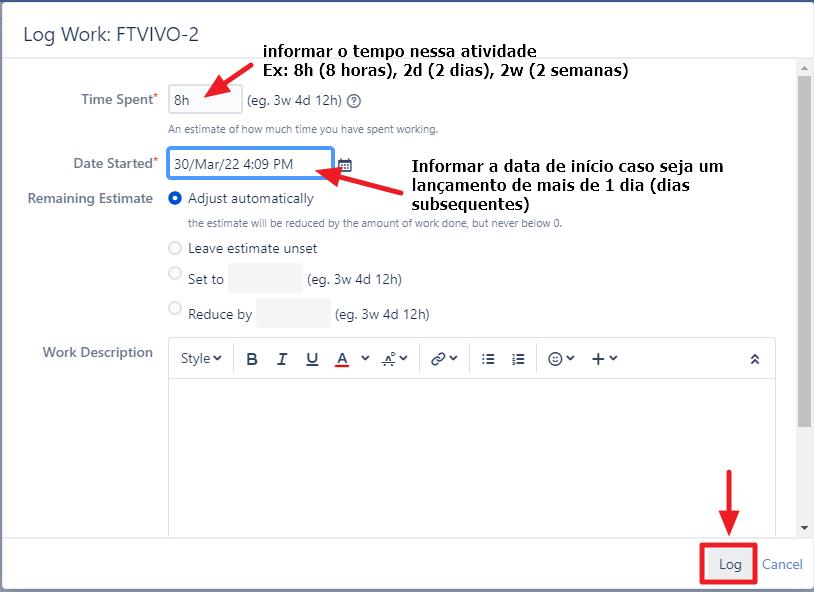 Log Work: FTVIVO-2
informar o tempo nessa atividade
Ex: 8h (8 horas), 2d (2 dias), 2w (2 semanas)
Time Spent* 8h (eg. 3w 4d 12h) ?
An estimate of how much time you have spent working.
Date Started* 30/Mar/22 4:09 PM
Informar a data de início caso seja um
lançamento de mais de 1 dia (dias
subsequentes)
Remaining Estimate Adjust automatically
the estimate will be reduced by the amount of work done, but never below 0.
Leave estimate unset
Set to (eg. 3w 4d 12h)
Reduce by (eg. 3w 4d 12h)
Work Description Style B I U A
Log Cancel